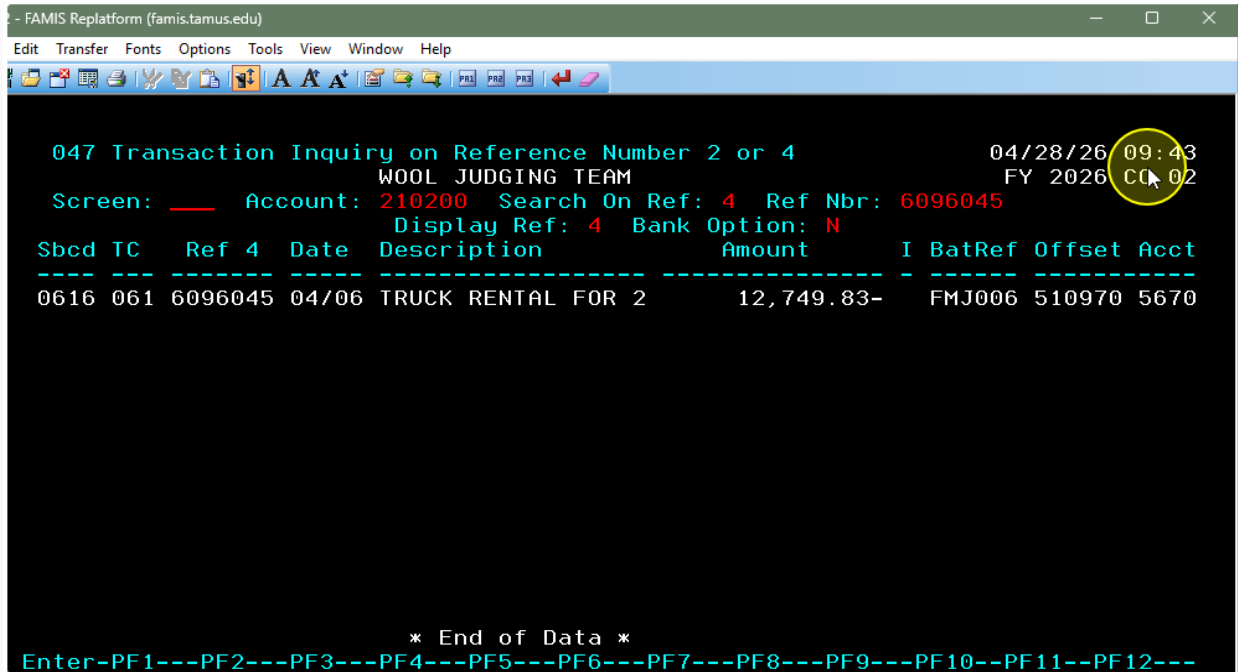 - FAMIS Replatform (famis.tamus.edu)
Edit Transfer Fonts Options Tools View Window Help
PR1 PR2 PR3
047 Transaction Inquiry on Reference Number 2 or 4 04/28/26 09:43
WOOL JUDGING TEAM FY 2026 CC 02
Screen: ___ Account: 210200 Search On Ref: 4 Ref Nbr: 6096045
Display Ref: 4 Bank Option: N
Sbcd TC Ref 4 Date Description Amount I BatRef Offset Acct
---- --- ------- ----- ------------------ --------------- - ------ -----------
0616 061 6096045 04/06 TRUCK RENTAL FOR 2 12,749.83- FMJ006 510970 5670
* End of Data *
Enter-PF1---PF2---PF3---PF4---PF5---PF6---PF7---PF8---PF9---PF10--PF11--PF12---